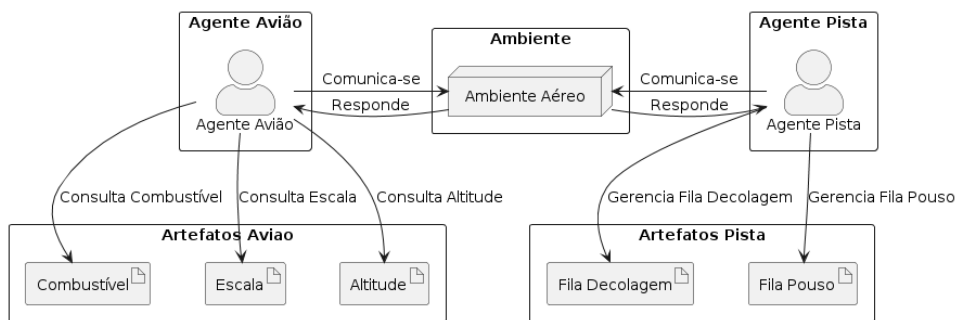 Agente Avião
Agente Pista
Ambiente
Comunica-se
Comunica-se
Ambiente Aéreo
Responde
Responde
Agente Avião
Agente Pista
Consulta Combustível
Consulta Escala
Consulta Altitude
Gerencia Fila Decolagem
Gerencia Fila Pouso
Artefatos Aviao
Artefatos Pista
Combustível
Escala
Altitude
Fila Decolagem
Fila Pouso